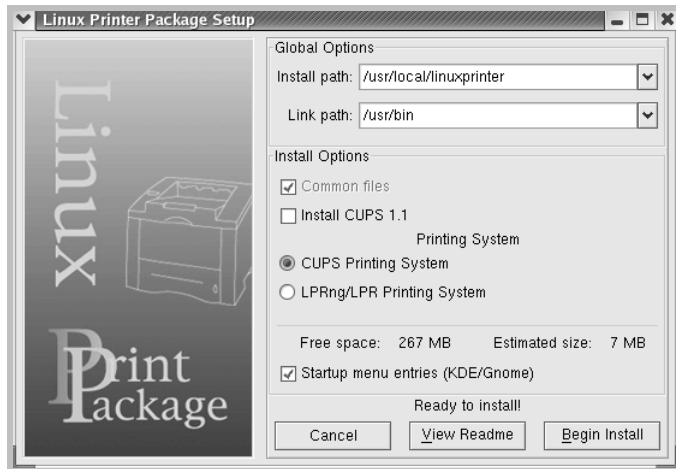 Linux Printer Package Setup
Linux
Print
Package
Global Options
Install path: /usr/local/linuxprinter
Link path: /usr/bin
Install Options
Common files
Install CUPS 1.1
Printing System
CUPS Printing System
LPRng/LPR Printing System
Free space: 267 MB Estimated size: 7 MB
Startup menu entries (KDE/Gnome)
Ready to install!
Cancel View Readme Begin Install